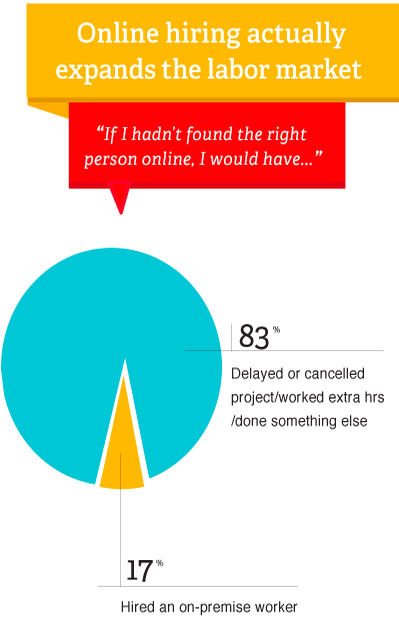 Online hiring actually
expands the labor market
“If I hadn't found the right
person online, I would have...”
83%
Delayed or cancelled
project/worked extra hrs
/done something else
17%
Hired an on-premise worker